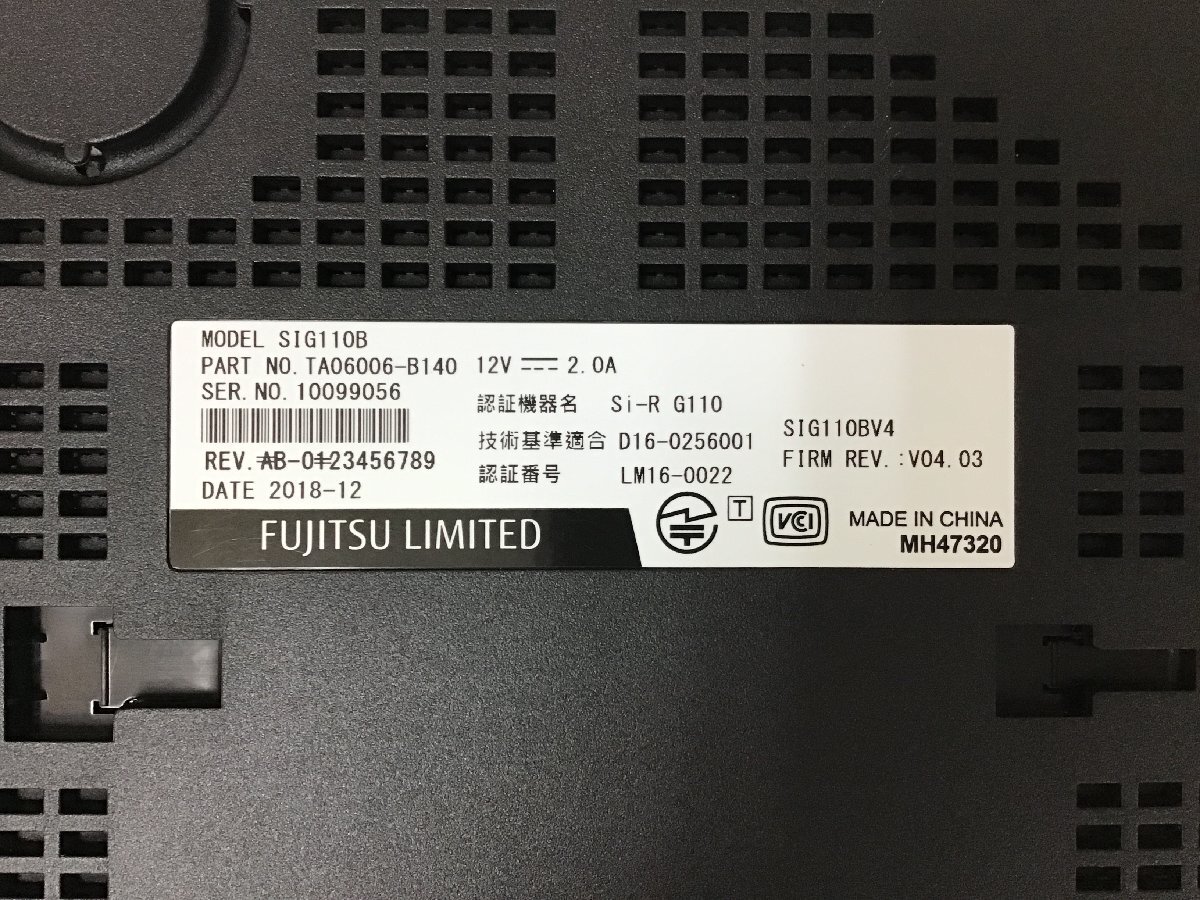 MODEL SIG110B
PART NO. TA06006-B140 12V 2.0A
SER. NO. 10099056
認証機器名 Si-R G110
技術基準適合 D16-0256001
認証番号 LM16-0022
SIG110BV4
FIRM REV.:V04.03
REV. AB-0123456789
DATE 2018-12
FUJITSU LIMITED
T
VCI
MADE IN CHINA
MH47320